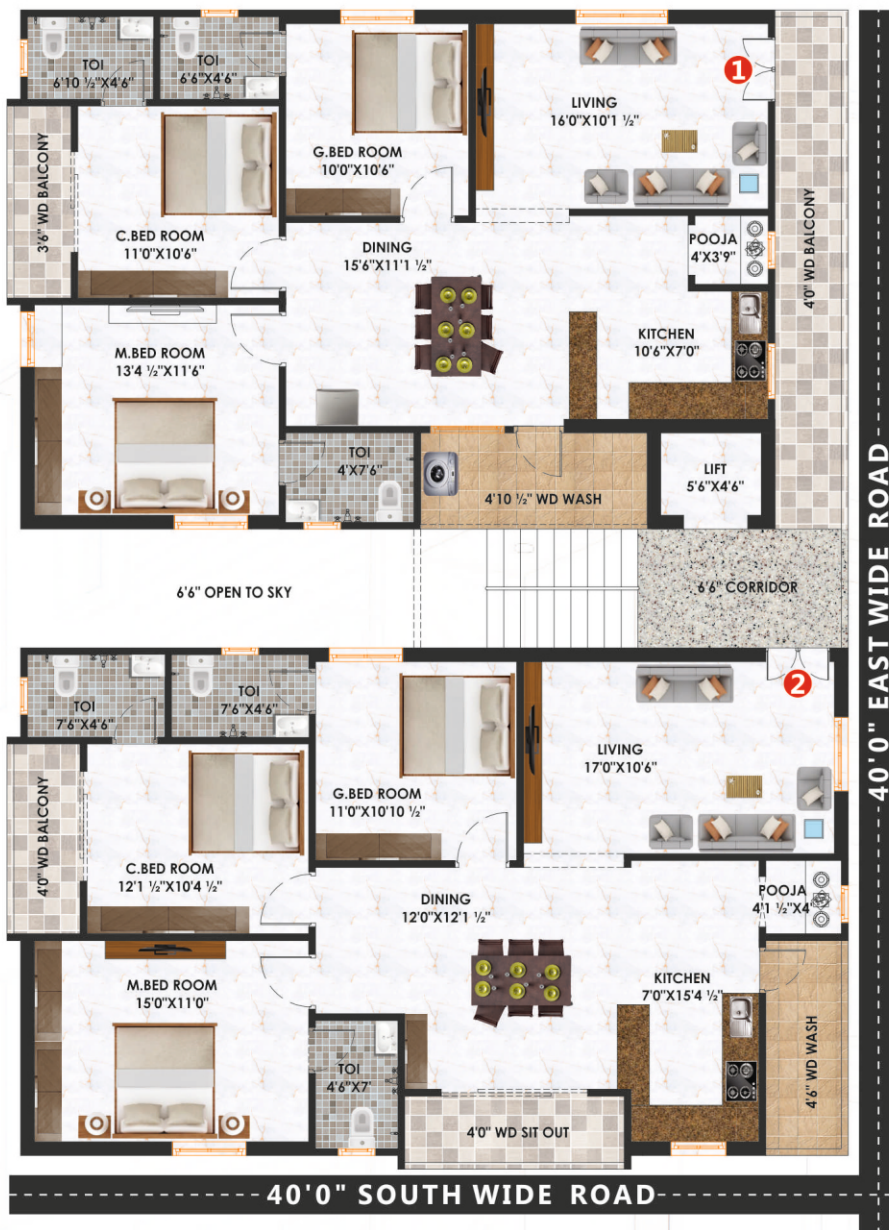 TOI
6'10 ½"X4'6"
TOI
6'6"X4'6"
G.BED ROOM
10'0"X10'6"
LIVING
16'0"X10'1 ½"
1
3'6" WD BALCONY
C.BED ROOM
11'0"X10'6"
DINING
15'6"X11'1 ½"
POOJA
4'X3'9"
4'0" WD BALCONY
M.BED ROOM
13'4 ½"X11'6"
KITCHEN
10'6"X7'0"
TOI
4'X7'6"
4'10 ½" WD WASH
LIFT
5'6"X4'6"
6'6" OPEN TO SKY
6'6" CORRIDOR
40'0" EAST WIDE ROAD
TOI
7'6"X4'6"
TOI
7'6"X4'6"
G.BED ROOM
11'0"X10'10 ½"
LIVING
17'0"X10'6"
2
4'0" WD BALCONY
C.BED ROOM
12'1 ½"X10'4 ½"
DINING
12'0"X12'1 ½"
POOJA
4'1 ½"X4'
M.BED ROOM
15'0"X11'0"
KITCHEN
7'0"X15'4 ½"
TOI
4'6"X7'
4'0" WD SIT OUT
4'6" WD WASH
40'0" SOUTH WIDE ROAD